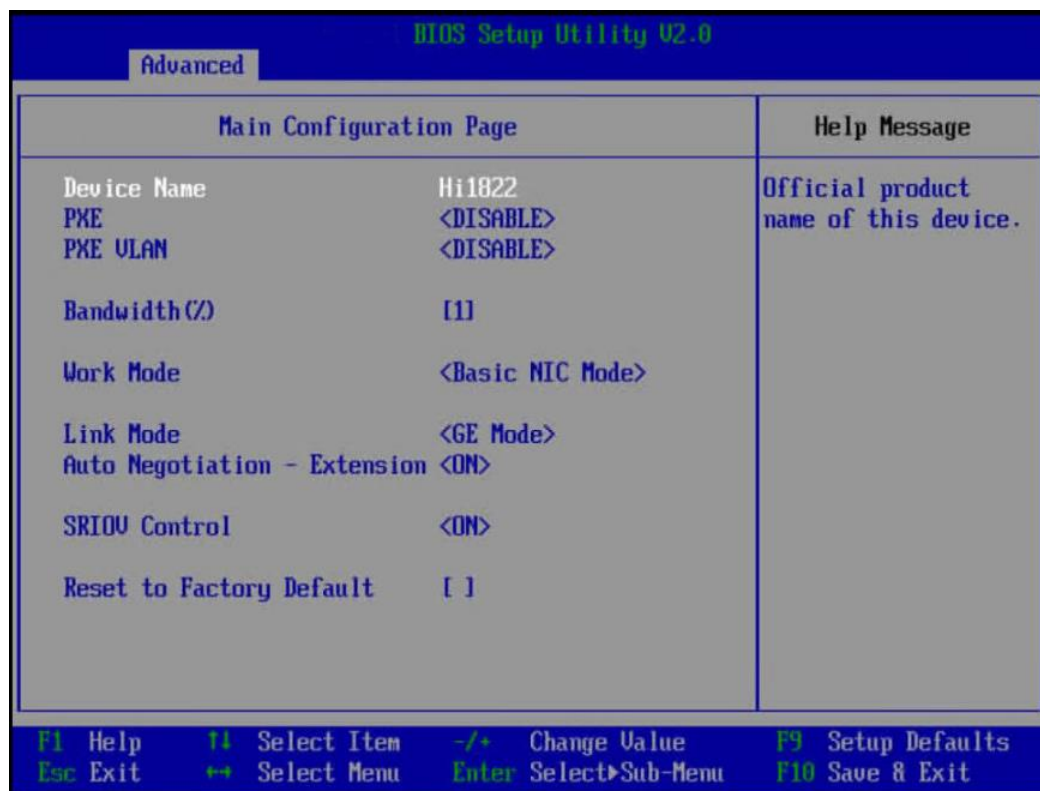 BIOS Setup Utility V2.0
Advanced
Main Configuration Page
Help Message
Device Name Hi1822
PXE <DISABLE>
PXE VLAN <DISABLE>
Bandwidth(%) [1]
Work Mode <Basic NIC Mode>
Link Mode <GE Mode>
Auto Negotiation - Extension <ON>
SRIOV Control <ON>
Reset to Factory Default [ ]
Official product
name of this device.
F1 Help ↑↓ Select Item -/+ Change Value F9 Setup Defaults
Esc Exit ↔ Select Menu Enter Select▶Sub-Menu F10 Save & Exit